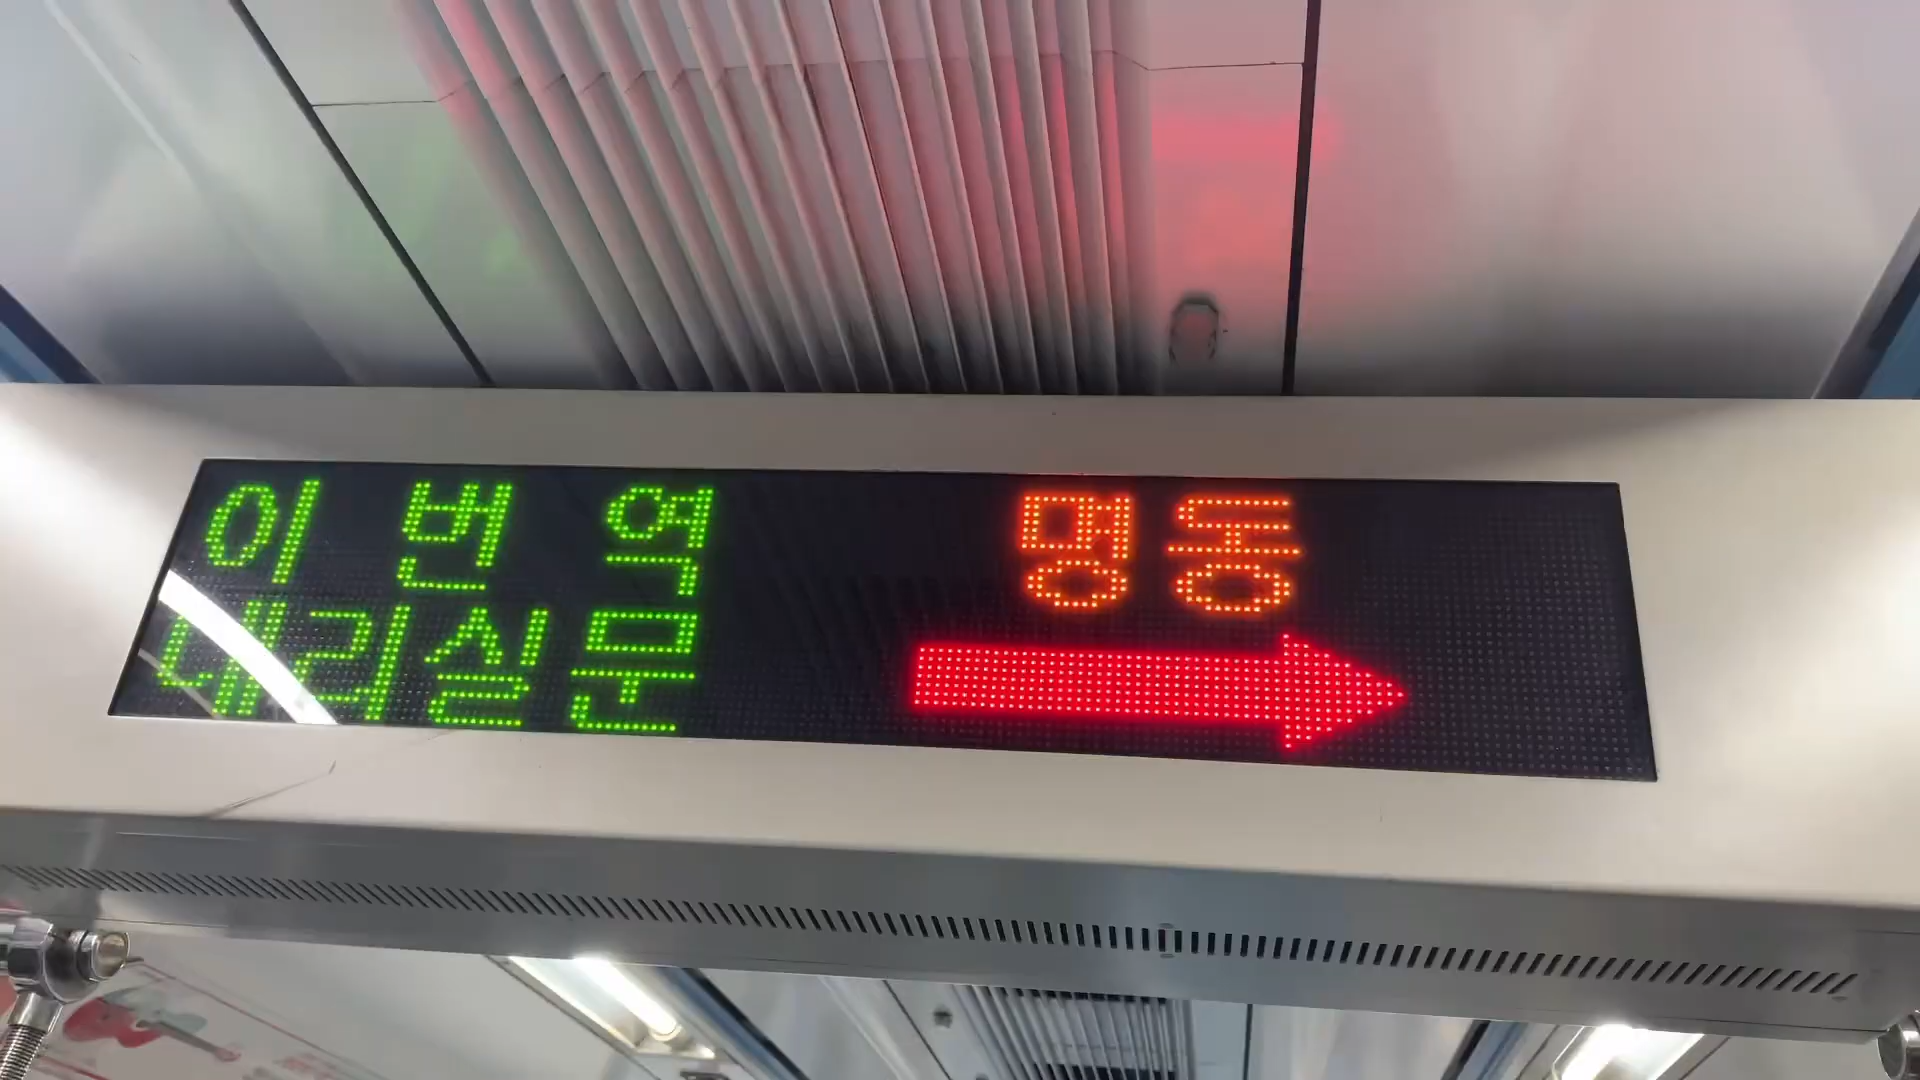 이 번 역 명동
내리실 문 →